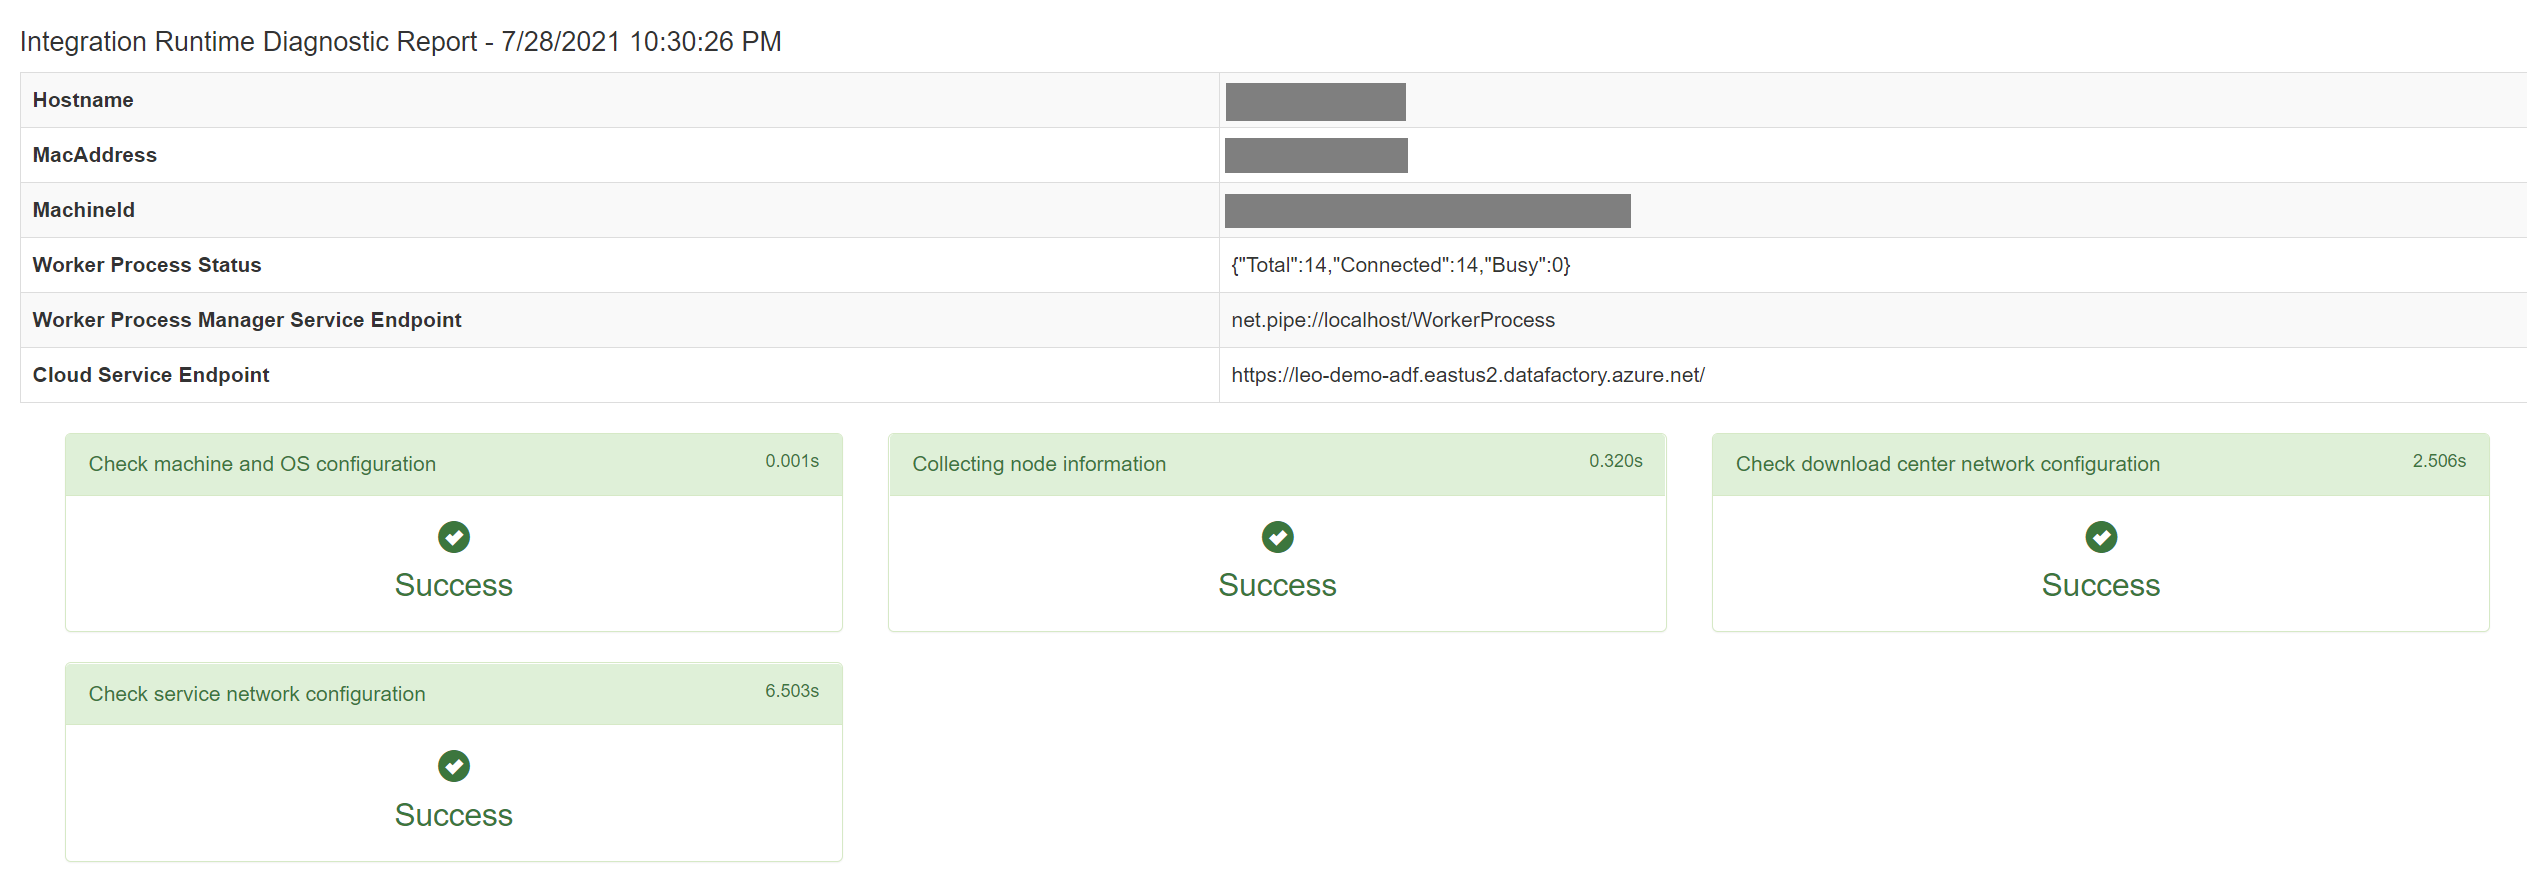 Integration Runtime Diagnostic Report - 7/28/2021 10:30:26 PM
Hostname
MacAddress
MachineId
Worker Process Status {"Total":14,"Connected":14,"Busy":0}
Worker Process Manager Service Endpoint net.pipe://localhost/WorkerProcess
Cloud Service Endpoint https://leo-demo-adf.eastus2.datafactory.azure.net/
Check machine and OS configuration 0.001s
Success
Collecting node information 0.320s
Success
Check download center network configuration 2.506s
Success
Check service network configuration 6.503s
Success